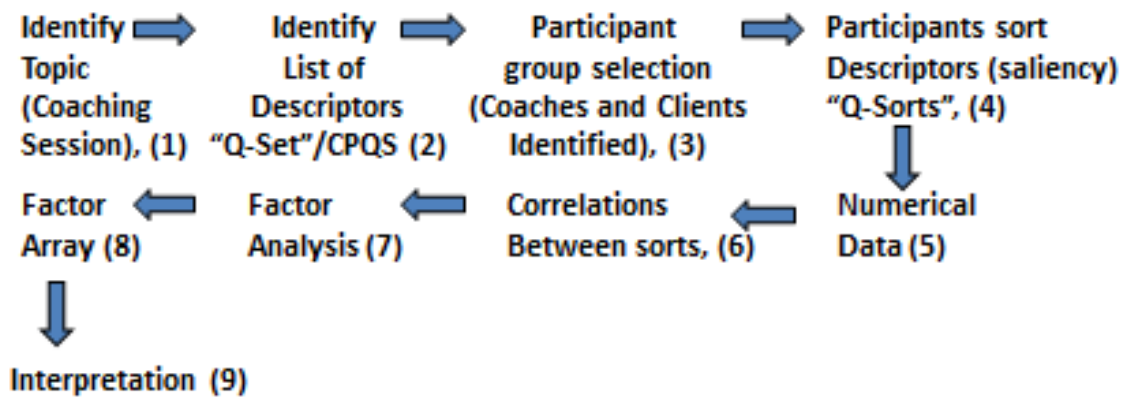 Identify
Topic
(Coaching
Session), (1)
Identify
List of
Descriptors
“Q-Set”/CPQS (2)
Participant
group selection
(Coaches and Clients
Identified), (3)
Participants sort
Descriptors (saliency)
“Q-Sorts”, (4)
Numerical
Data (5)
Correlations
Between sorts, (6)
Factor
Analysis (7)
Factor
Array (8)
Interpretation (9)